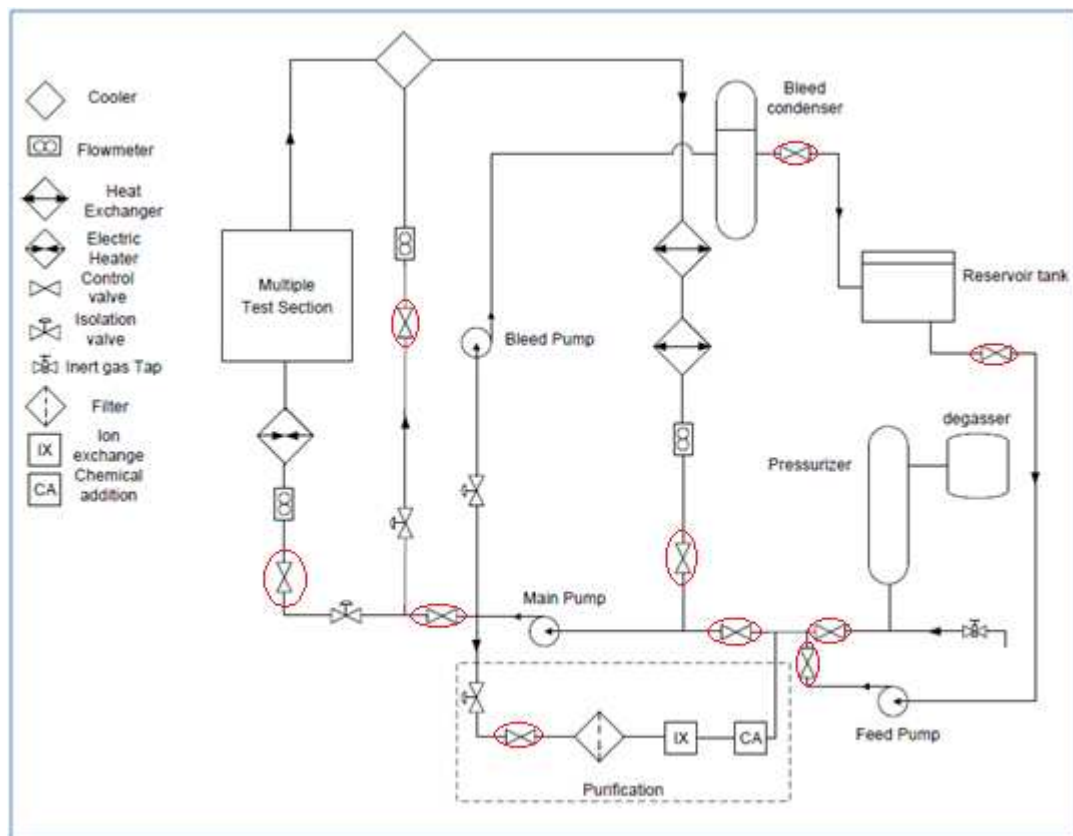 Cooler
Flowmeter
Heat
Exchanger
Electric
Heater
Control
valve
Isolation
valve
Inert gas Tap
Filter
IX
Ion
exchange
CA
Chemical
addition
Multiple
Test Section
Bleed
condenser
Bleed Pump
Reservoir tank
degasser
Pressurizer
Main Pump
Feed Pump
IX
CA
Purification